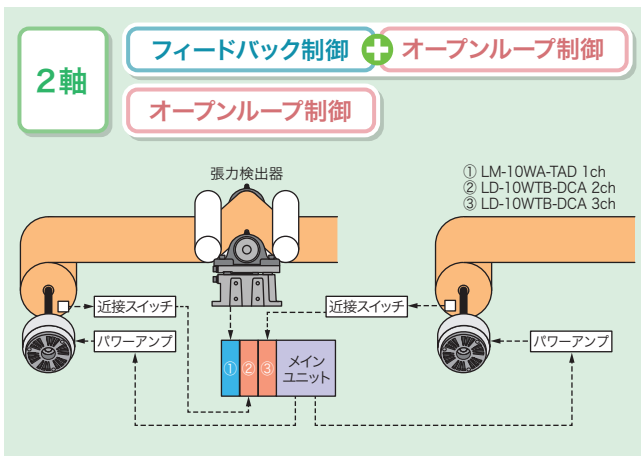 2軸
フィードバック制御 + オープンループ制御
オープンループ制御
張力検出器
① LM-10WA-TAD 1ch
② LD-10WTB-DCA 2ch
③ LD-10WTB-DCA 3ch
近接スイッチ
近接スイッチ
パワーアンプ
パワーアンプ
① ② ③
メイン
ユニット